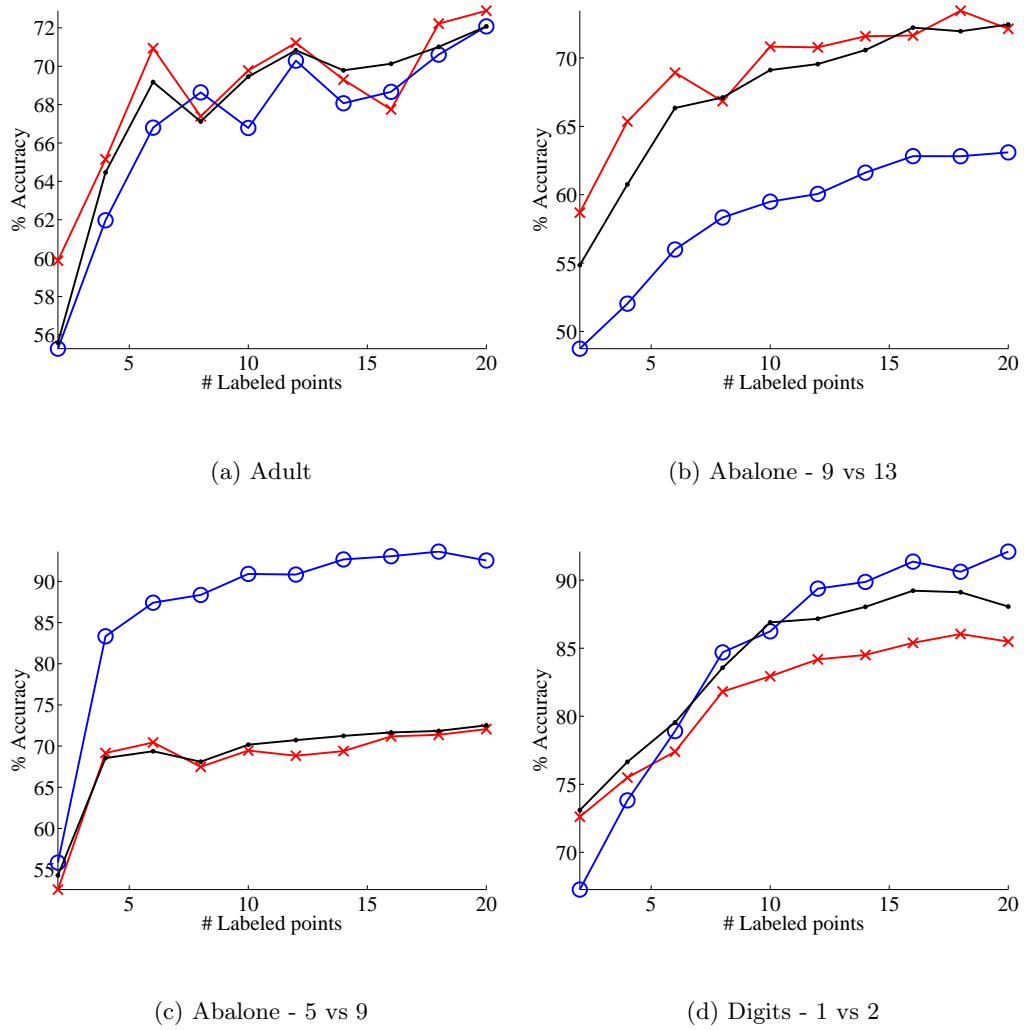 72
70
68
66
64
62
60
58
56
% Accuracy
5 10 15 20
# Labeled points
(a) Adult
70
65
60
55
50
% Accuracy
5 10 15 20
# Labeled points
(b) Abalone - 9 vs 13
90
85
80
75
70
65
60
55
% Accuracy
5 10 15 20
# Labeled points
(c) Abalone - 5 vs 9
90
85
80
75
70
% Accuracy
5 10 15 20
# Labeled points
(d) Digits - 1 vs 2